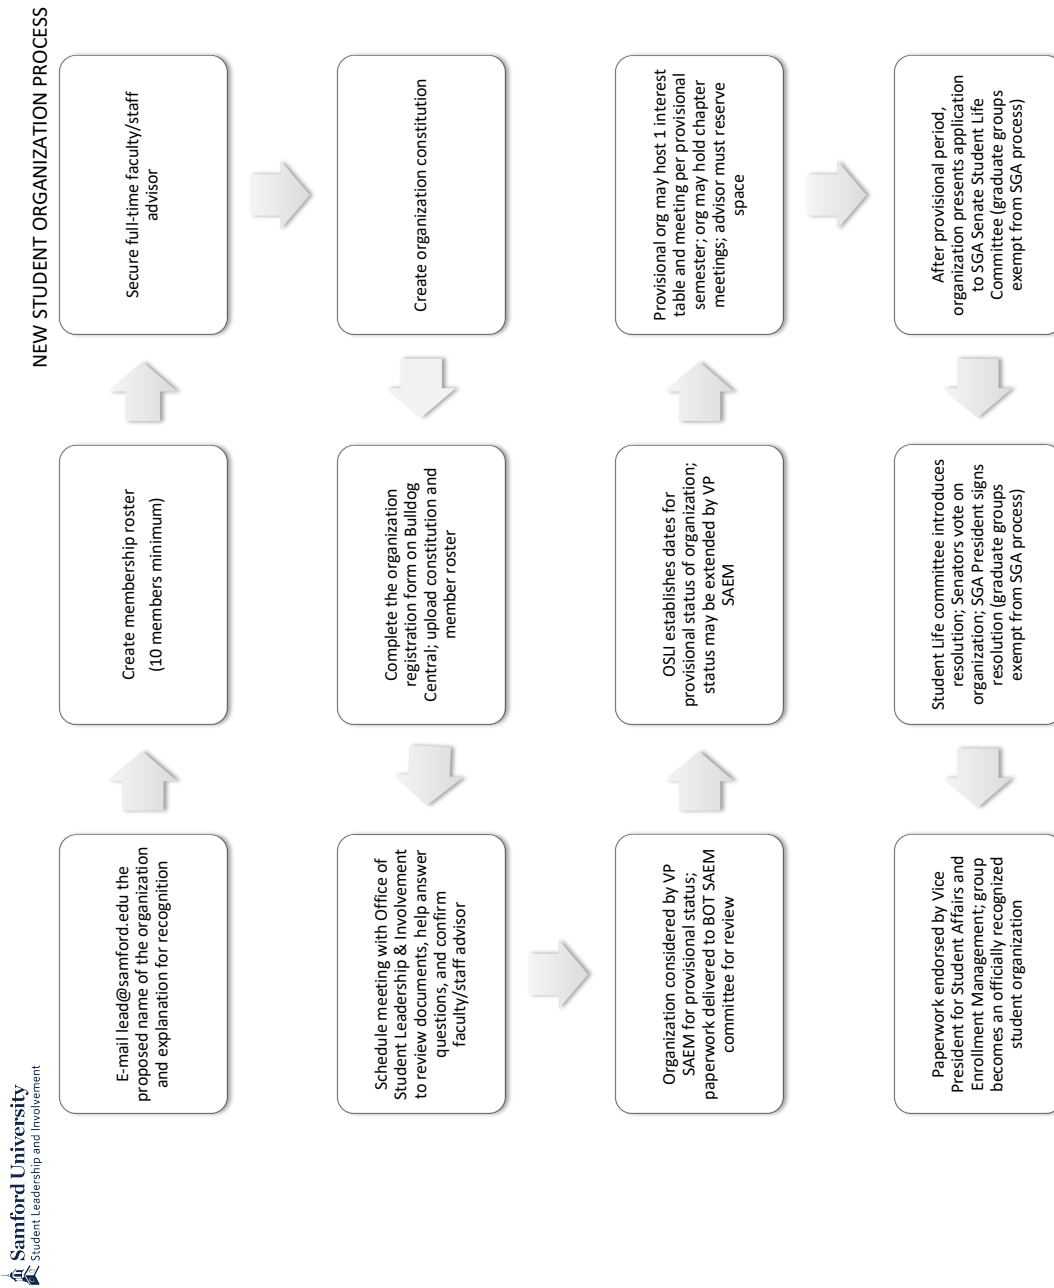 Samford University
Student Leadership and Involvement
NEW STUDENT ORGANIZATION PROCESS
E-mail lead@samford.edu the
proposed name of the organization
and explanation for recognition
Create membership roster
(10 members minimum)
Secure full-time faculty/staff
advisor
Create organization constitution
Complete the organization
registration form on Bulldog
Central; upload constitution and
member roster
Schedule meeting with Office of
Student Leadership & Involvement
to review documents, help answer
questions, and confirm
faculty/staff advisor
Organization considered by VP
SAEM for provisional status;
paperwork delivered to BOT SAEM
committee for review
OSLI establishes dates for
provisional status of organization;
status may be extended by VP
SAEM
Provisional org may host 1 interest
table and meeting per provisional
semester; org may hold chapter
meetings; advisor must reserve
space
After provisional period,
organization presents application
to SGA Senate Student Life
Committee (graduate groups
exempt from SGA process)
Student Life committee introduces
resolution; Senators vote on
organization; SGA President signs
resolution (graduate groups
exempt from SGA process)
Paperwork endorsed by Vice
President for Student Affairs and
Enrollment Management; group
becomes an officially recognized
student organization